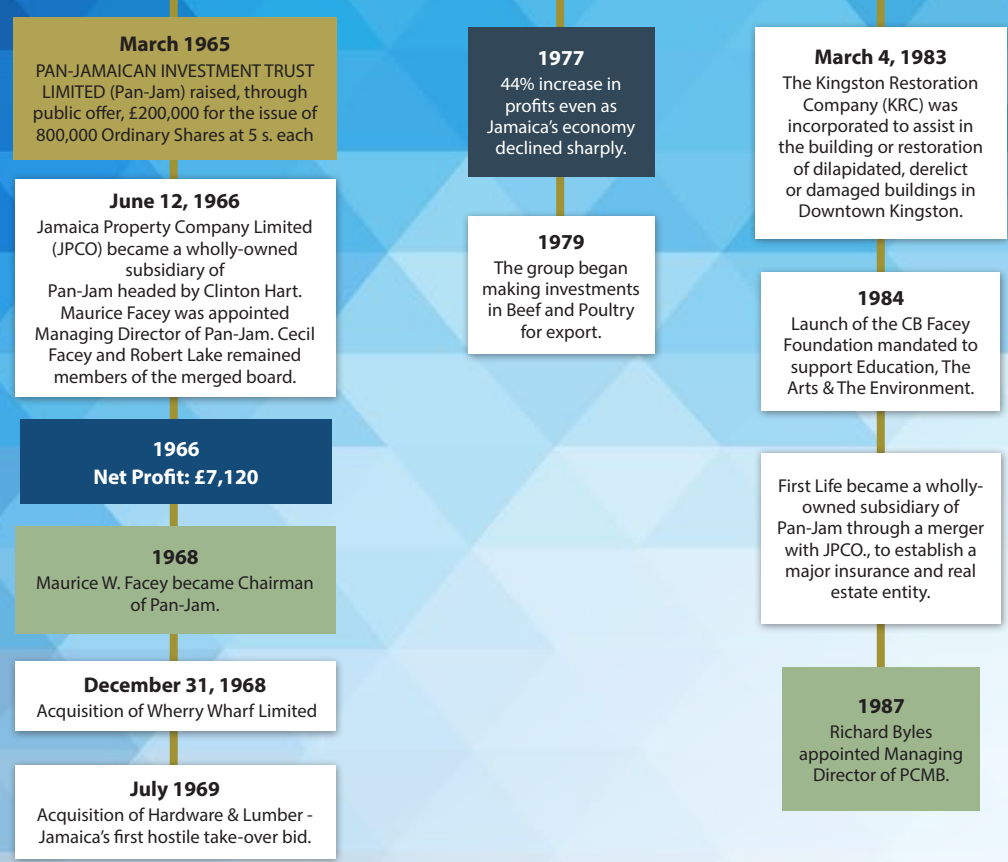 March 1965
PAN-JAMAICAN INVESTMENT TRUST
LIMITED (Pan-Jam) raised, through
public offer, £200,000 for the issue of
800,000 Ordinary Shares at 5 s. each
June 12, 1966
Jamaica Property Company Limited
(JPCO) became a wholly-owned
subsidiary of
Pan-Jam headed by Clinton Hart.
Maurice Facey was appointed
Managing Director of Pan-Jam. Cecil
Facey and Robert Lake remained
members of the merged board.
1966
Net Profit: £7,120
1968
Maurice W. Facey became Chairman
of Pan-Jam.
December 31, 1968
Acquisition of Wherry Wharf Limited
July 1969
Acquisition of Hardware & Lumber -
Jamaica's first hostile take-over bid.
1977
44% increase in
profits even as
Jamaica's economy
declined sharply.
1979
The group began
making investments
in Beef and Poultry
for export.
March 4, 1983
The Kingston Restoration
Company (KRC) was
incorporated to assist in
the building or restoration
of dilapidated, derelict
or damaged buildings in
Downtown Kingston.
1984
Launch of the CB Facey
Foundation mandated to
support Education, The
Arts & The Environment.
First Life became a wholly-
owned subsidiary of
Pan-Jam through a merger
with JPCO., to establish a
major insurance and real
estate entity.
1987
Richard Byles
appointed Managing
Director of PCMB.